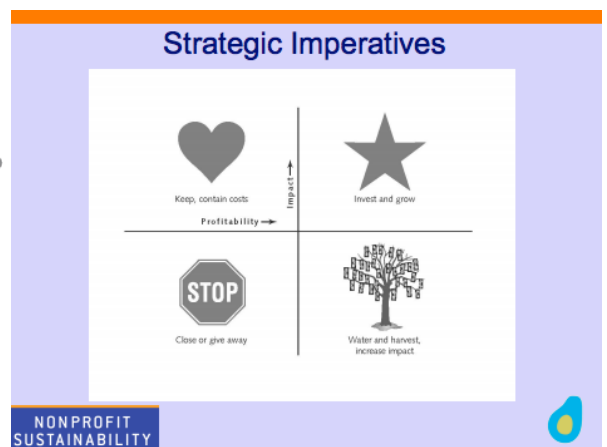 Strategic Imperatives
Keep, contain costs
Impact
Invest and grow
Profitability
STOP
Close or give away
Water and harvest,
increase impact
NONPROFIT
SUSTAINABILITY